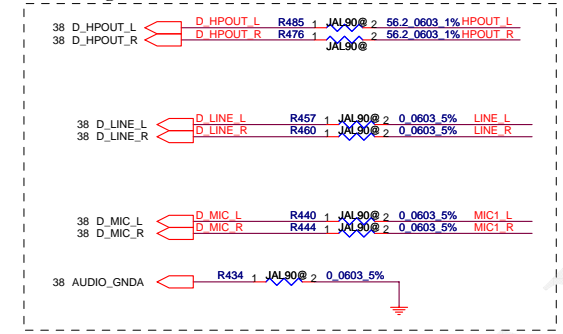 38 D_HPOUT_L D_HPOUT_L R485 1 JAL90@ 2 56.2_0603_1% HPOUT_L
38 D_HPOUT_R D_HPOUT_R R476 1 JAL90@ 2 56.2_0603_1% HPOUT_R
38 D_LINE_L D_LINE_L R457 1 JAL90@ 2 0_0603_5% LINE_L
38 D_LINE_R D_LINE_R R460 1 JAL90@ 2 0_0603_5% LINE_R
38 D_MIC_L D_MIC_L R440 1 JAL90@ 2 0_0603_5% MIC1_L
38 D_MIC_R D_MIC_R R444 1 JAL90@ 2 0_0603_5% MIC1_R
38 AUDIO_GNDA R434 1 JAL90@ 2 0_0603_5%